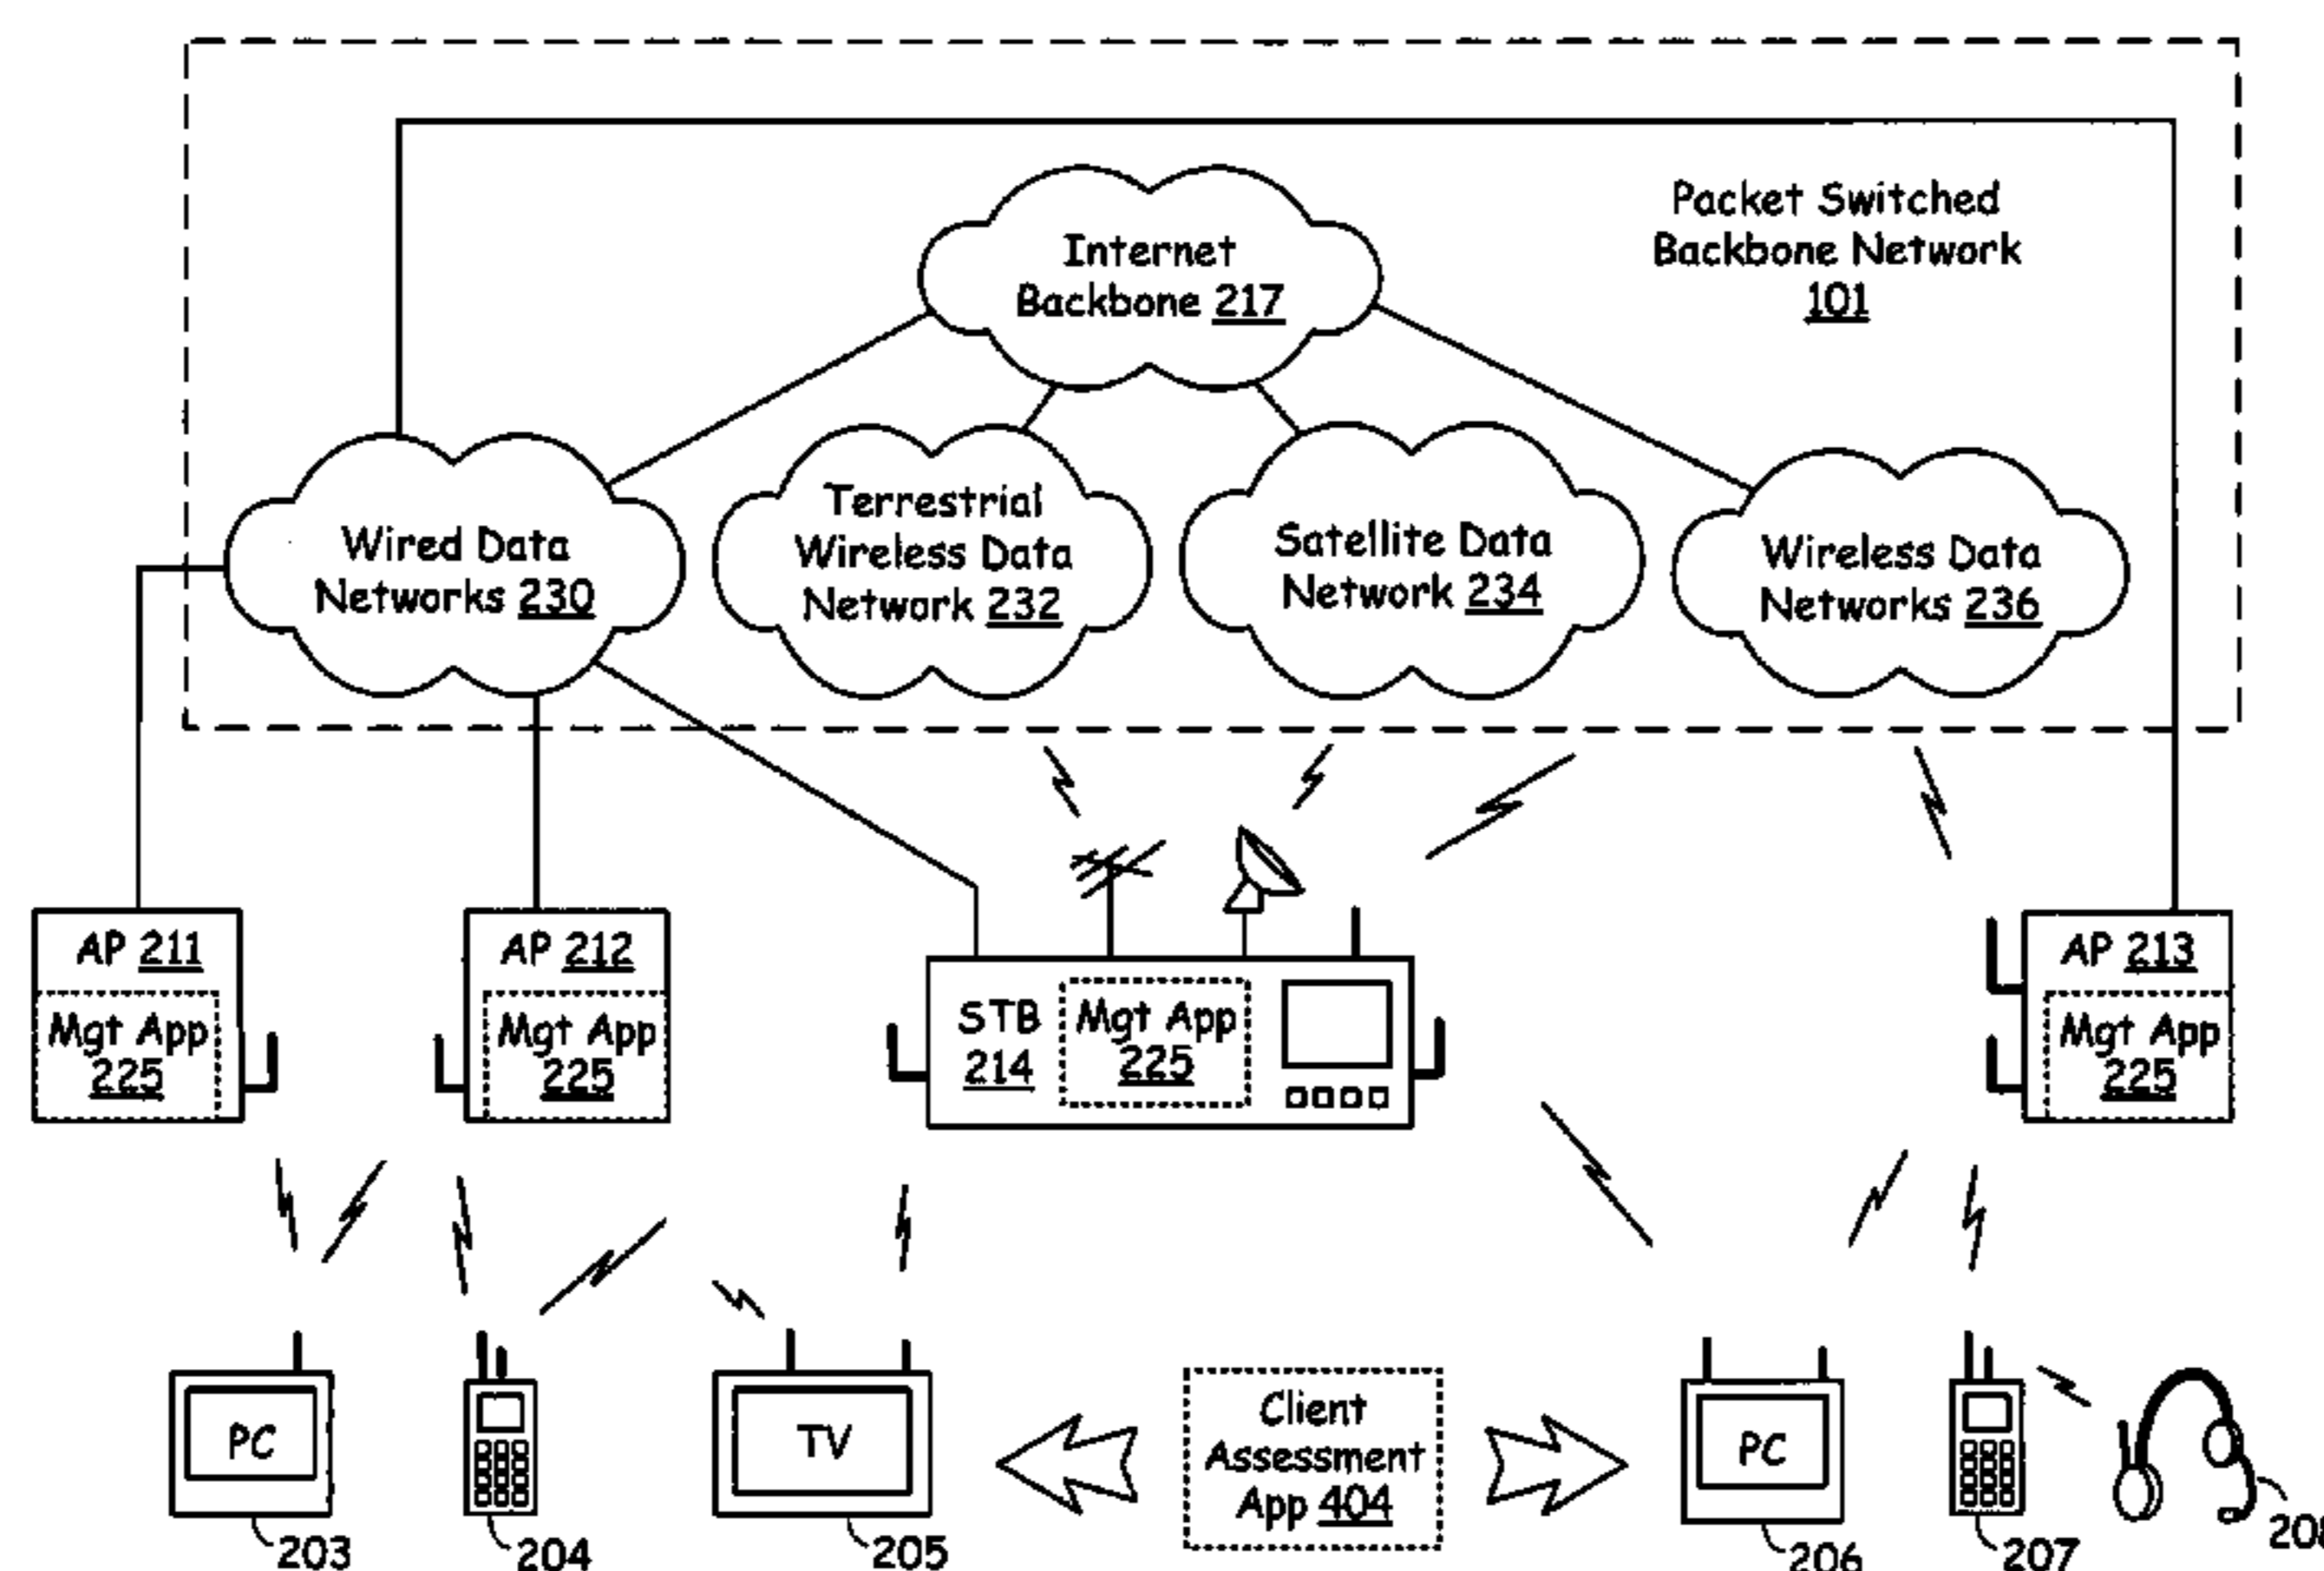 Packet Switched
Backbone Network
101
Internet
Backbone 217
Wired Data
Networks 230
Terrestrial
Wireless Data
Network 232
Satellite Data
Network 234
Wireless Data
Networks 236
AP 211
Mgt App
225
AP 212
Mgt App
225
STB
214
Mgt App
225
AP 213
Mgt App
225
PC
203
204
TV
205
Client
Assessment
App 404
PC
206
207
208